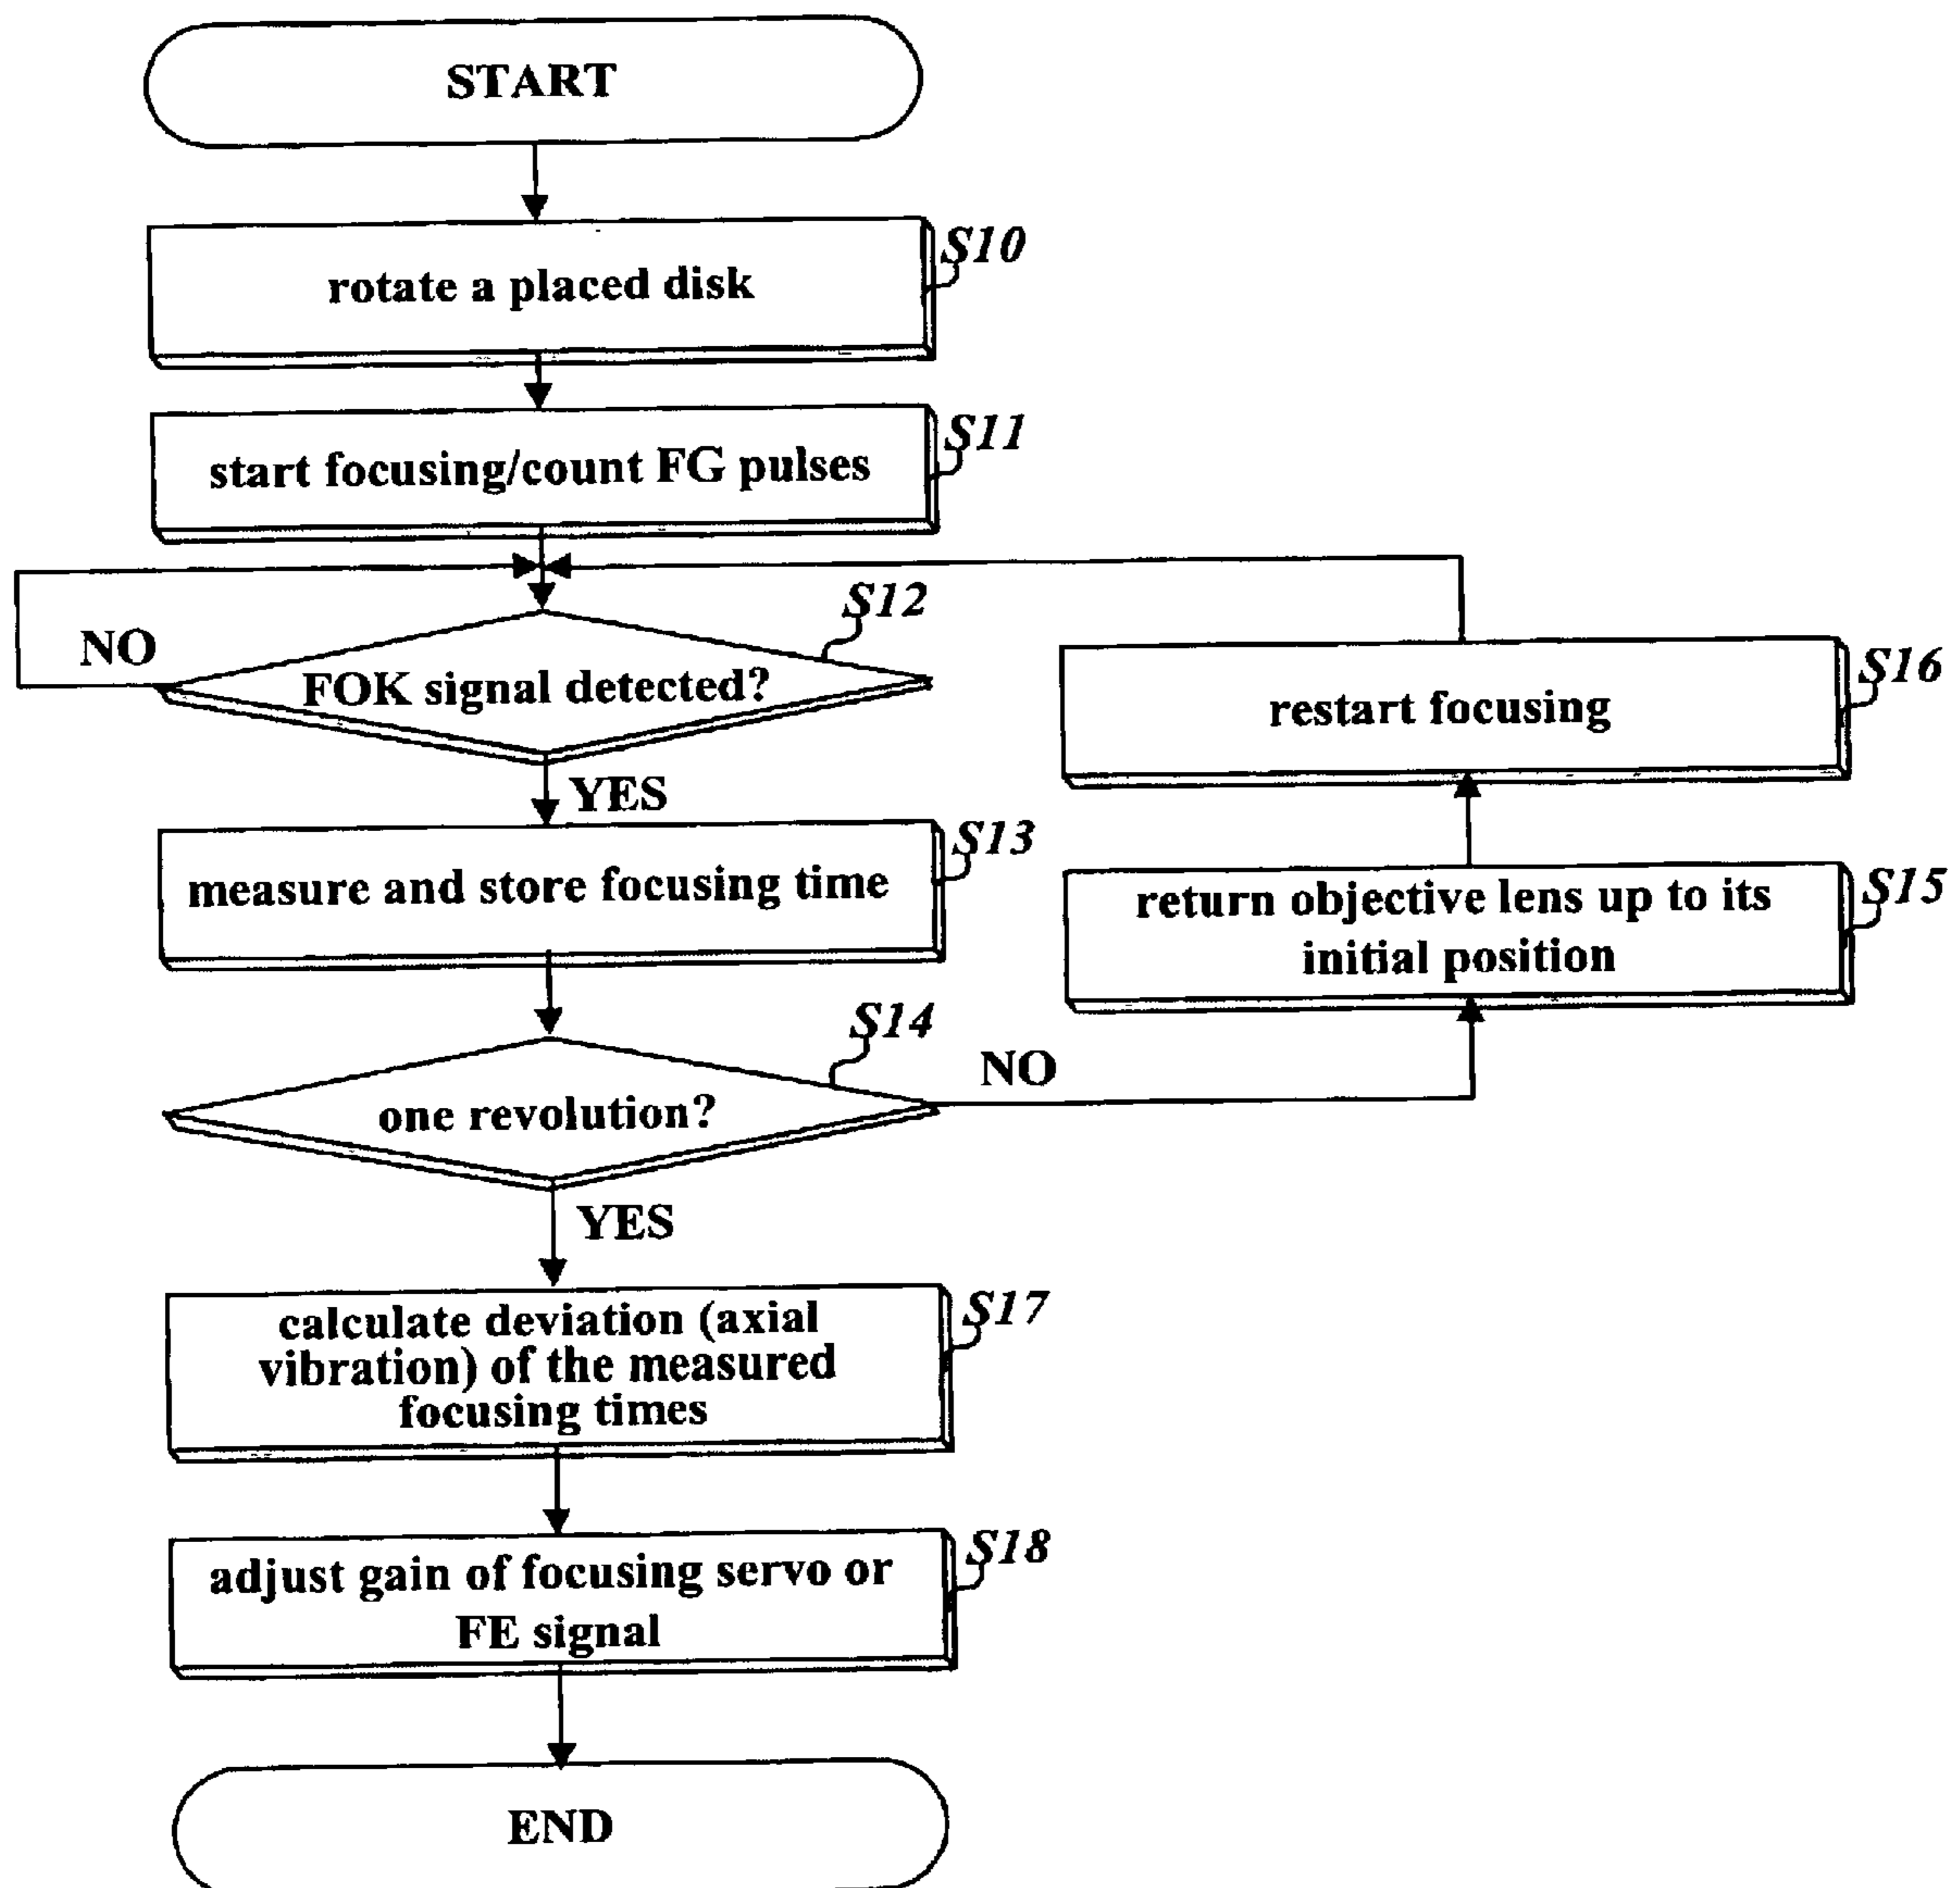 START
rotate a placed disk
S10
start focusing/count FG pulses
S11
FOK signal detected?
S12
NO
YES
measure and store focusing time
S13
one revolution?
S14
NO
return objective lens up to its
initial position
S15
restart focusing
S16
YES
calculate deviation (axial
vibration) of the measured
focusing times
S17
adjust gain of focusing servo or
FE signal
S18
END